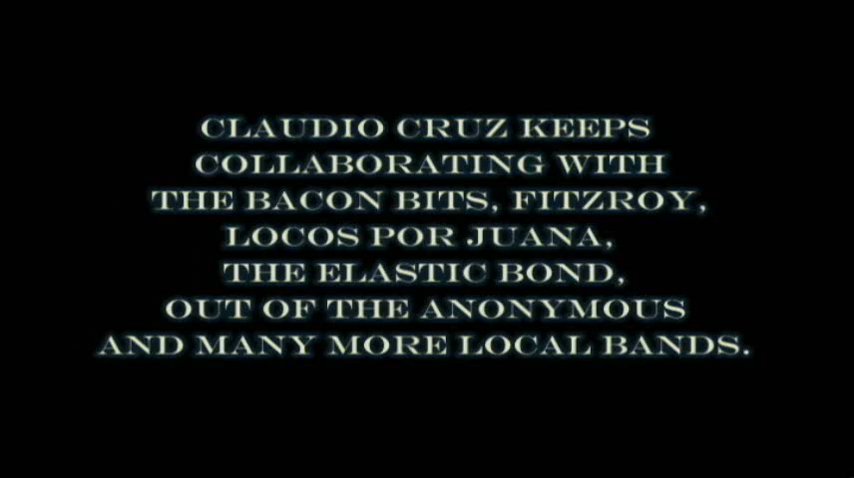 CLAUDIO CRUZ KEEPS
COLLABORATING WITH
THE BACON BITS, FITZROY,
LOCOS POR JUANA,
THE ELASTIC BOND,
OUT OF THE ANONYMOUS
AND MANY MORE LOCAL BANDS.